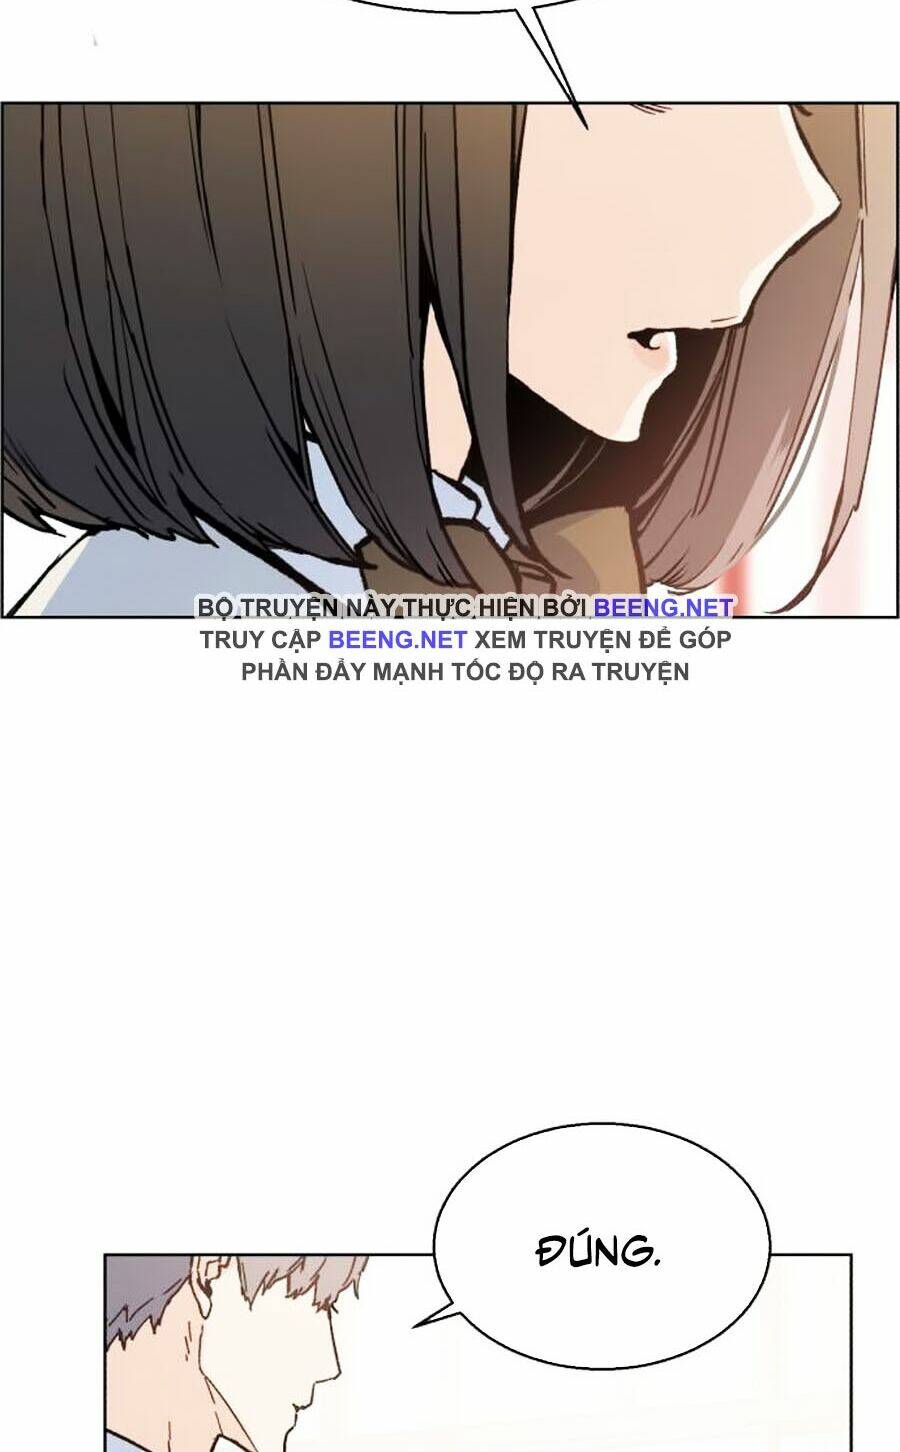 BỘ TRUYỆN NÀY THỰC HIỆN BỞI BEENG.NET
TRUY CẬP BEENG.NET XEM TRUYỆN ĐỂ GÓP
PHẦN ĐẨY MẠNH TỐC ĐỘ RA TRUYỆN
ĐÚNG.